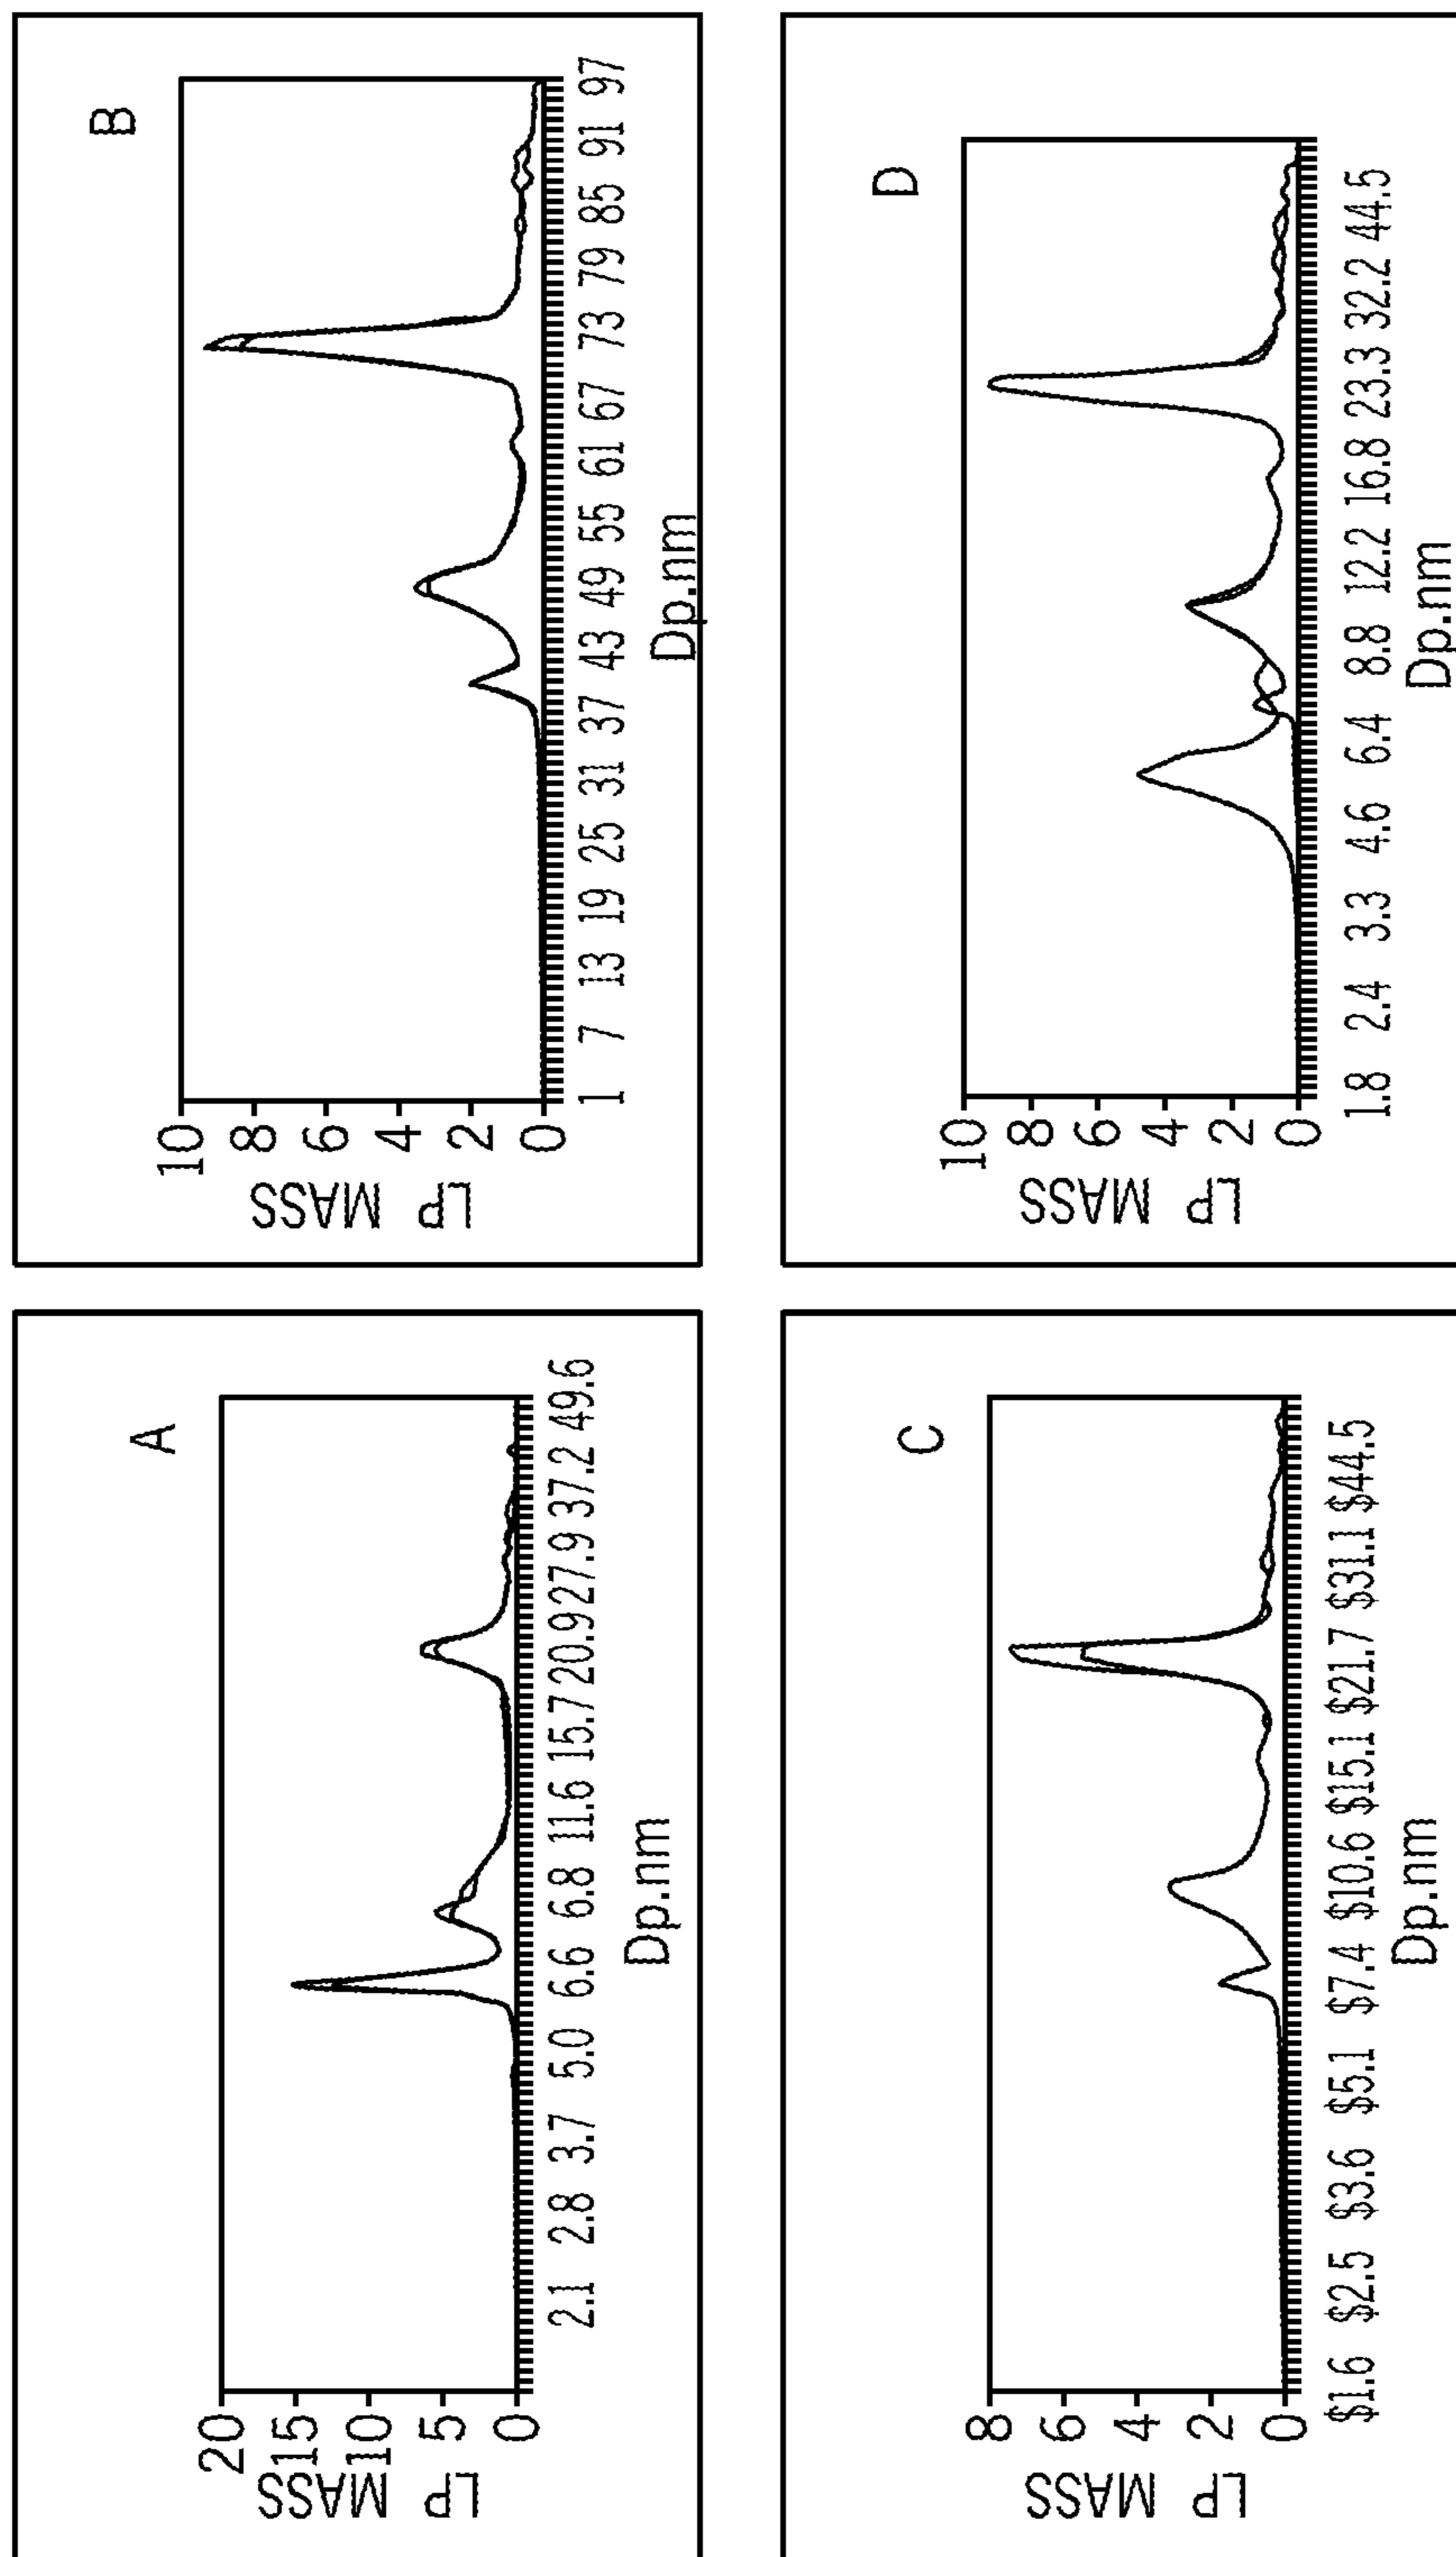 A
LP MASS
20
15
10
5
0
2.1 2.8 3.7 5.0 6.6 6.8 11.6 15.7 20.9 27.9 37.2 49.6
Dp.nm
B
LP MASS
10
8
6
4
2
0
1 7 13 19 25 31 37 43 49 55 61 67 73 79 85 91 97
Dp.nm
C
LP MASS
8
6
4
2
0
$1.6 $2.5 $3.6 $5.1 $7.4 $10.6 $15.1 $21.7 $31.1 $44.5
Dp.nm
D
LP MASS
10
8
6
4
2
0
1.8 2.4 3.3 4.6 6.4 8.8 12.2 16.8 23.3 32.2 44.5
Dp.nm